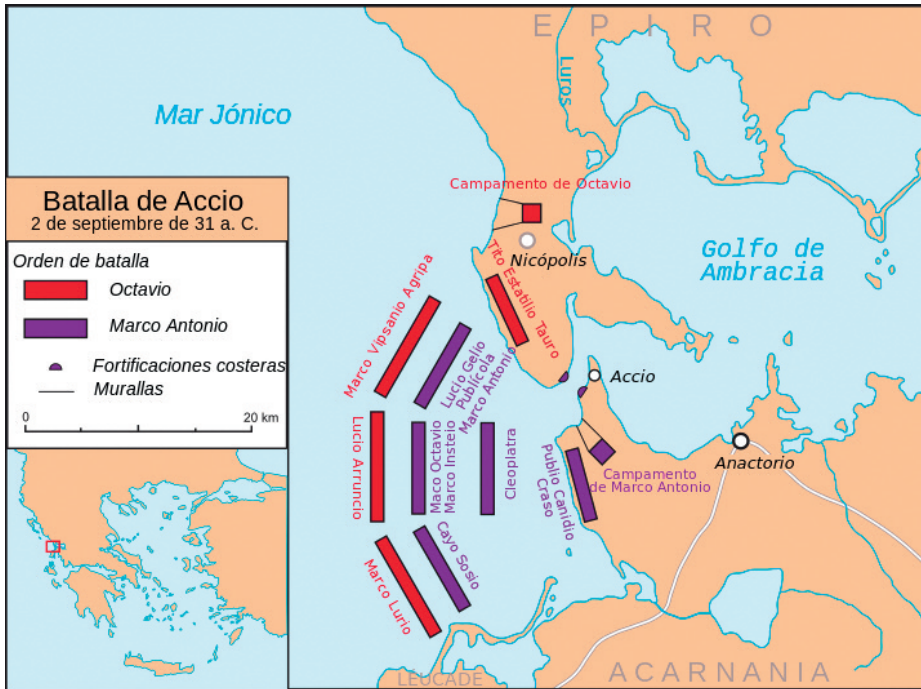 EPIRO
Luros
Mar Jónico
Batalla de Accio
2 de septiembre de 31 a. C.
Orden de batalla
Octavio
Marco Antonio
Fortificaciones costeras
Murallas
0 20 km
Campamento de Octavio
Nicópolis
Tito Estatilio Tauro
Golfo de
Ambracia
Marco Vipsanio Agripa
Lucio Gelio
Publícola
Marco Antonio
Accio
Lucio Arruncio
Maco Octavio
Marco Insteio
Cleoplatra
Publio Canidio
Craso
Campamento
de Marco Antonio
Anactorio
Marco Lurio
Cayo Sosio
LÉUCADE
ACARNANIA